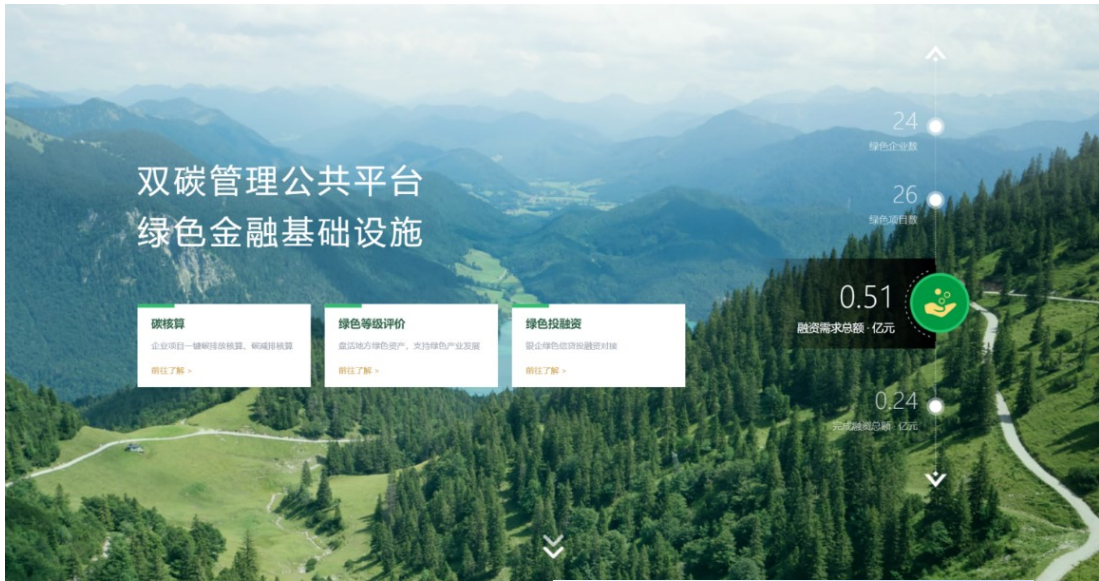 双碳管理公共平台
绿色金融基础设施
碳核算
企业项目一键碳排放核算、碳减排核算
前往了解 >
绿色等级评价
盘活地方绿色资产、支持绿色产业发展
前往了解 >
绿色投融资
银企绿色信贷投融资对接
前往了解 >
24
绿色企业数
26
绿色项目数
0.51
融资需求总额 · 亿元
0.24
完成融资总额 · 亿元